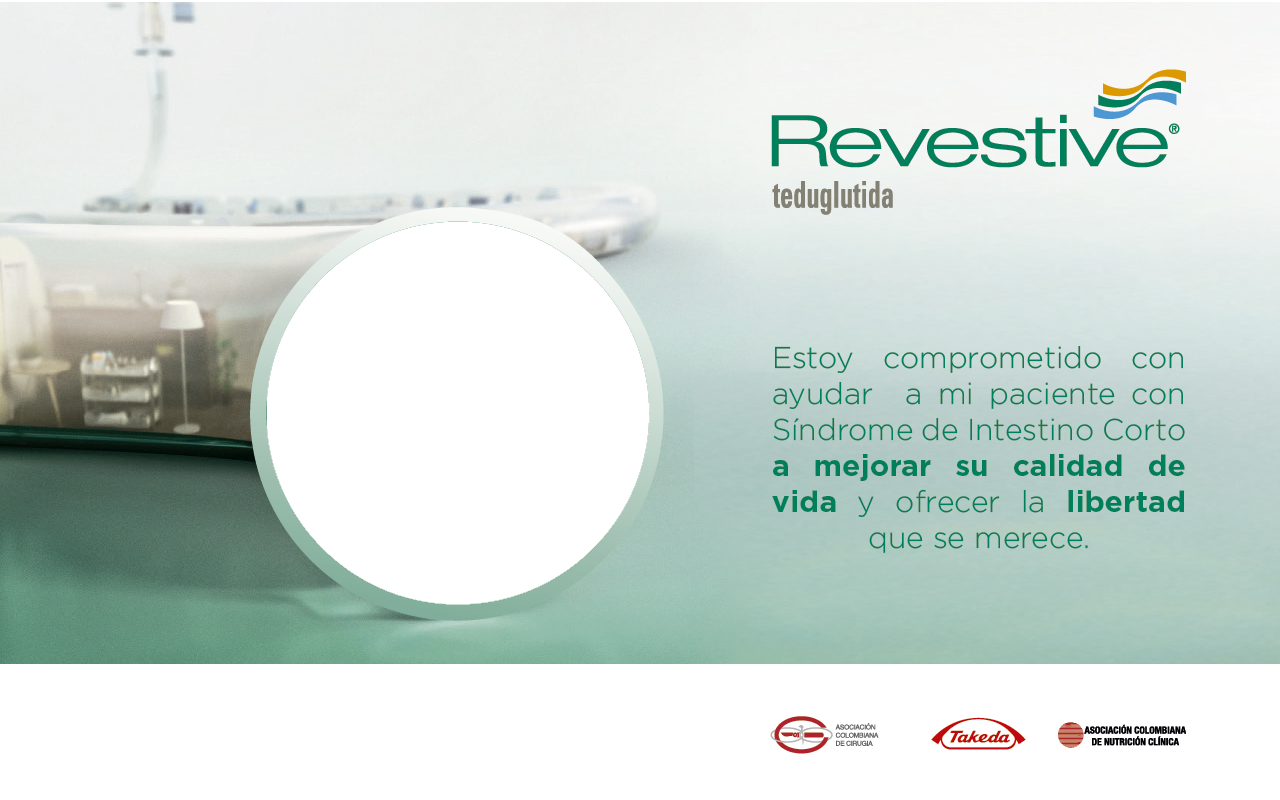 Revestive®
teduglutida
Estoy comprometido con
ayudar a mi paciente con
Síndrome de Intestino Corto
a mejorar su calidad de
vida y ofrecer la libertad
que se merece.
ASOCIACIÓN
COLOMBIANA
DE CIRUGIA
Takeda
ASOCIACIÓN COLOMBIANA
DE NUTRICIÓN CLÍNICA